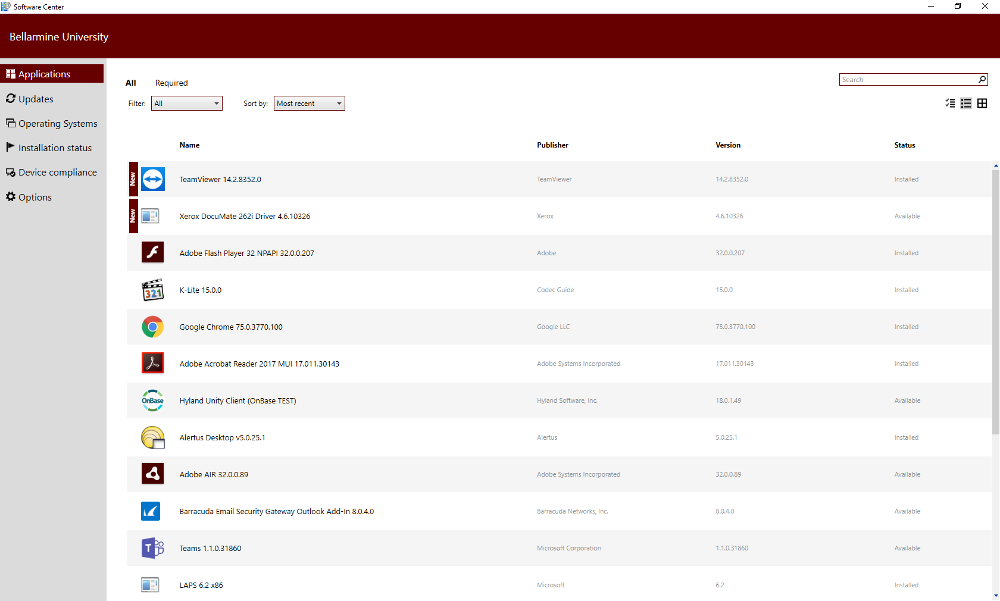 Software Center
Bellarmine University
Applications
Updates
Operating Systems
Installation status
Device compliance
Options
All Required
Search
Filter: All Sort by: Most recent
Name Publisher Version Status
New TeamViewer 14.2.8352.0 TeamViewer 14.2.8352.0 Installed
New Xerox DocuMate 262i Driver 4.6.10326 Xerox 4.6.10326 Available
Adobe Flash Player 32 NPAPI 32.0.0.207 Adobe 32.0.0.207 Installed
321 K-Lite 15.0.0 Codec Guide 15.0.0 Installed
Google Chrome 75.0.3770.100 Google LLC 75.0.3770.100 Installed
Adobe Acrobat Reader 2017 MUI 17.011.30143 Adobe Systems Incorporated 17.011.30143 Installed
OnBase Hyland Unity Client (OnBase TEST) Hyland Software, Inc. 18.0.1.49 Available
Alertus Desktop v5.0.25.1 Alertus 5.0.25.1 Installed
Adobe AIR 32.0.0.89 Adobe Systems Incorporated 32.0.0.89 Available
Barracuda Email Security Gateway Outlook Add-In 8.0.4.0 Barracuda Networks, Inc. 8.0.4.0 Available
T Teams 1.1.0.31860 Microsoft Corporation 1.1.0.31860 Available
LAPS 6.2 x86 Microsoft 6.2 Installed